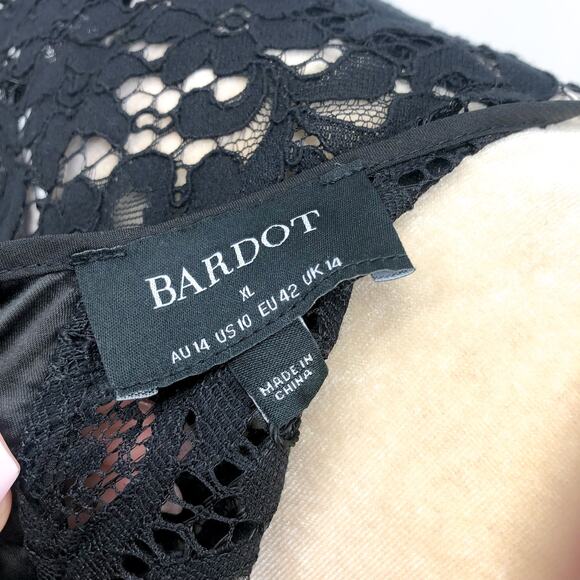 BARDOT
XL
AU 14 US 10 EU 42 UK 14
MADE IN
CHINA